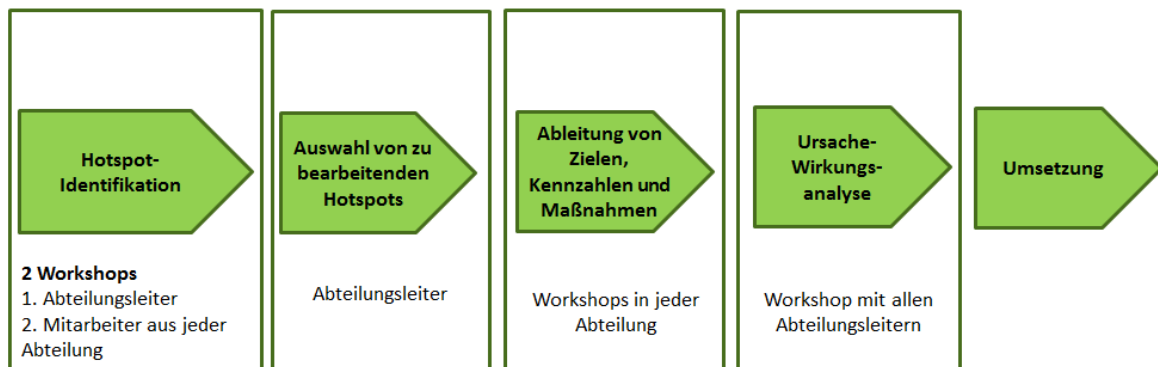 Hotspot-
Identifikation
2 Workshops
1. Abteilungsleiter
2. Mitarbeiter aus jeder
Abteilung
Auswahl von zu
bearbeitenden
Hotspots
Abteilungsleiter
Ableitung von
Zielen,
Kennzahlen und
Maßnahmen
Workshops in jeder
Abteilung
Ursache-
Wirkungs-
analyse
Workshop mit allen
Abteilungsleitern
Umsetzung